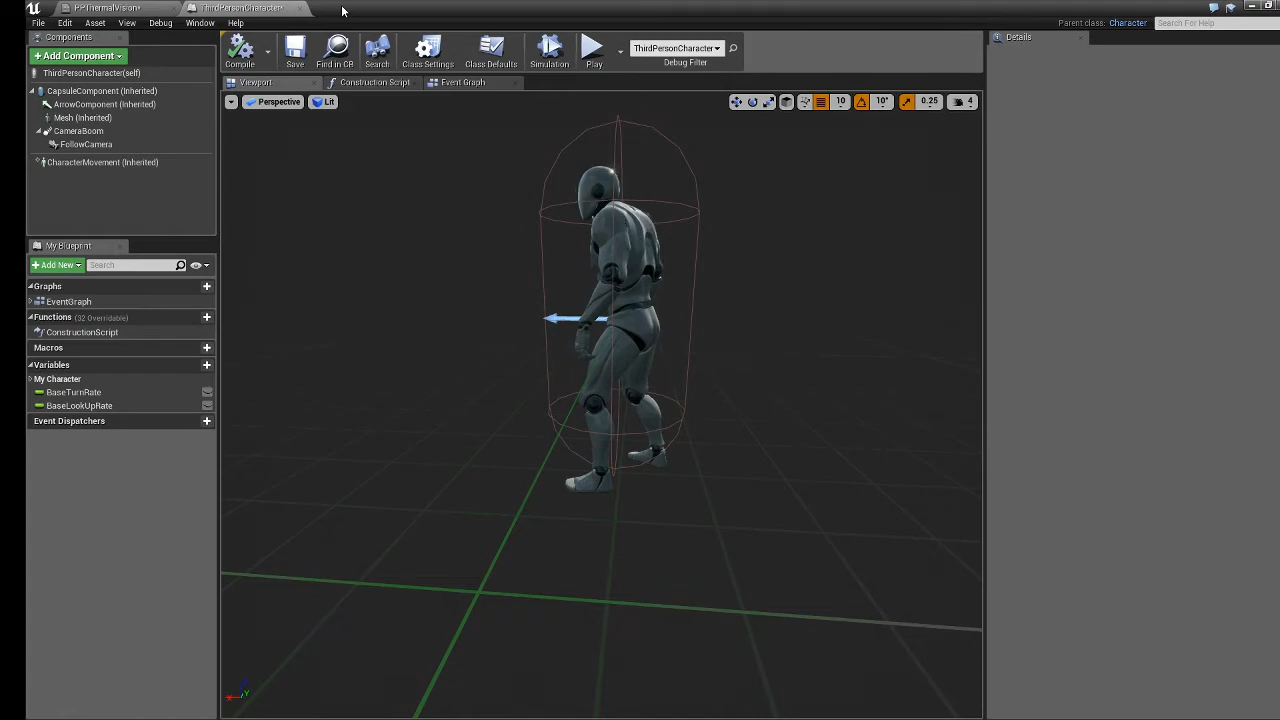 PPThermalVision*
ThirdPersonCharacter*
File Edit Asset View Debug Window Help
Parent class: Character
Search For Help
Components
+ Add Component
ThirdPersonCharacter(self)
CapsuleComponent (Inherited)
ArrowComponent (Inherited)
Mesh (Inherited)
CameraBoom
FollowCamera
CharacterMovement (Inherited)
Compile
Save
Find in CB
Search
Class Settings
Class Defaults
Simulation
Play
ThirdPersonCharacter
Debug Filter
Viewport
Construction Script
Event Graph
Perspective
Lit
10
10°
0.25
4
Details
My Blueprint
+ Add New
Search
Graphs
EventGraph
Functions (32 Overridable)
ConstructionScript
Macros
Variables
My Character
BaseTurnRate
BaseLookUpRate
Event Dispatchers
Y